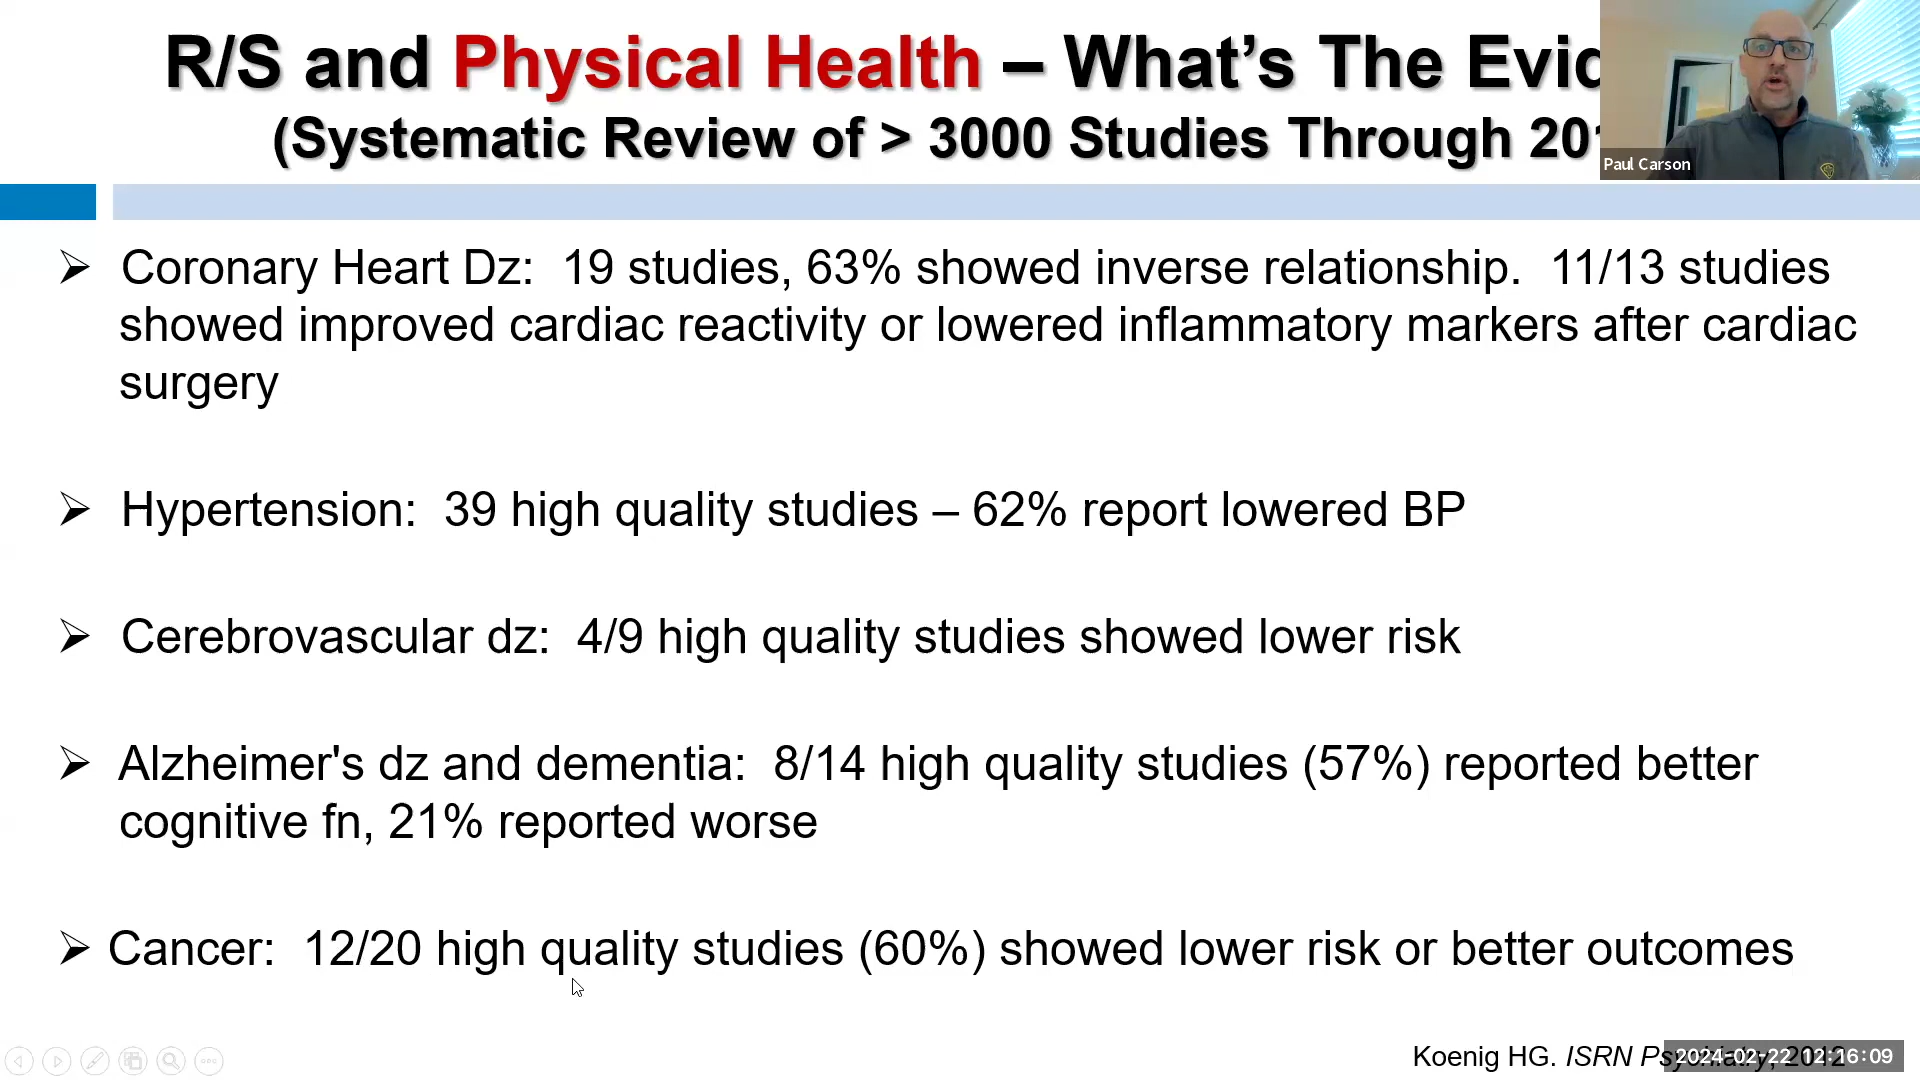 R/S and Physical Health – What's The Evid
(Systematic Review of > 3000 Studies Through 201
Paul Carson
➢ Coronary Heart Dz: 19 studies, 63% showed inverse relationship. 11/13 studies
showed improved cardiac reactivity or lowered inflammatory markers after cardiac
surgery
➢ Hypertension: 39 high quality studies – 62% report lowered BP
➢ Cerebrovascular dz: 4/9 high quality studies showed lower risk
➢ Alzheimer's dz and dementia: 8/14 high quality studies (57%) reported better
cognitive fn, 21% reported worse
➢ Cancer: 12/20 high quality studies (60%) showed lower risk or better outcomes
Koenig HG. ISRN Psychiatry, 2012
2024-02-22 12:16:09